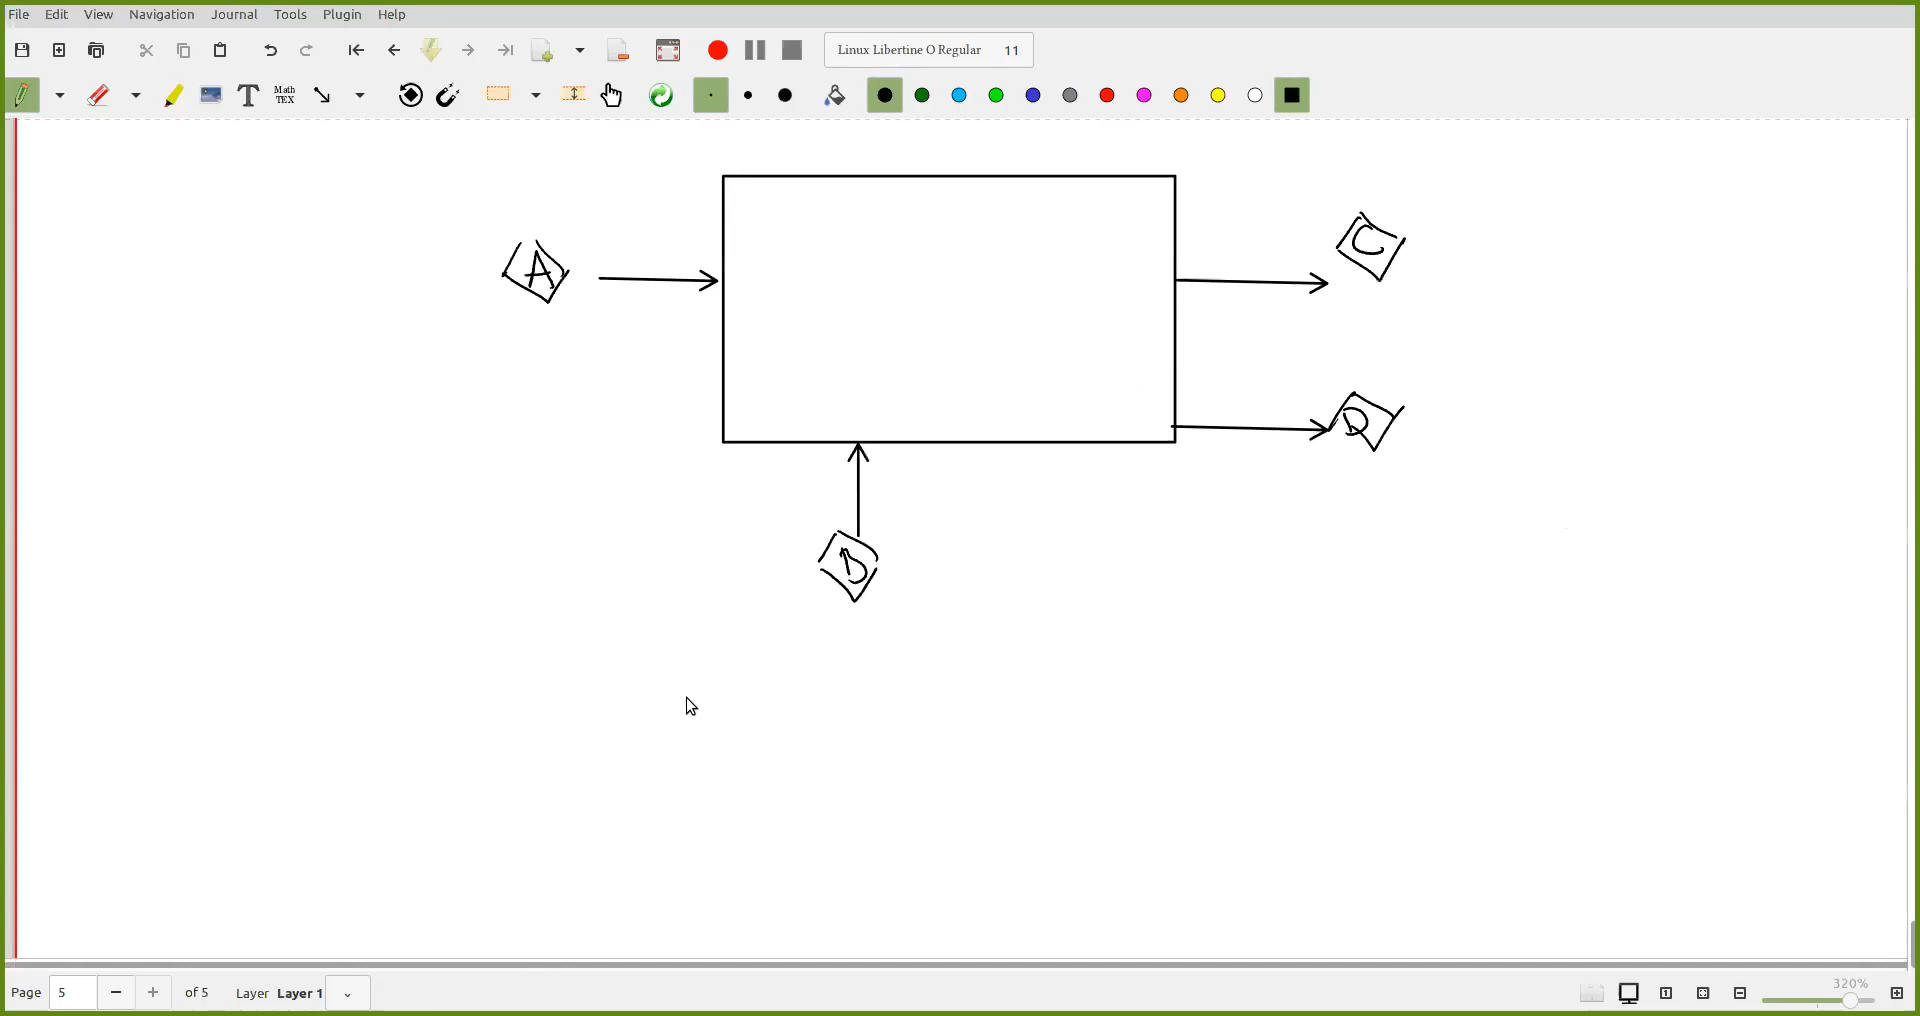 File Edit View Navigation Journal Tools Plugin Help
Linux Libertine O Regular 11
T Math TEX
A
C
D
D
Page 5 of 5 Layer Layer 1 320%